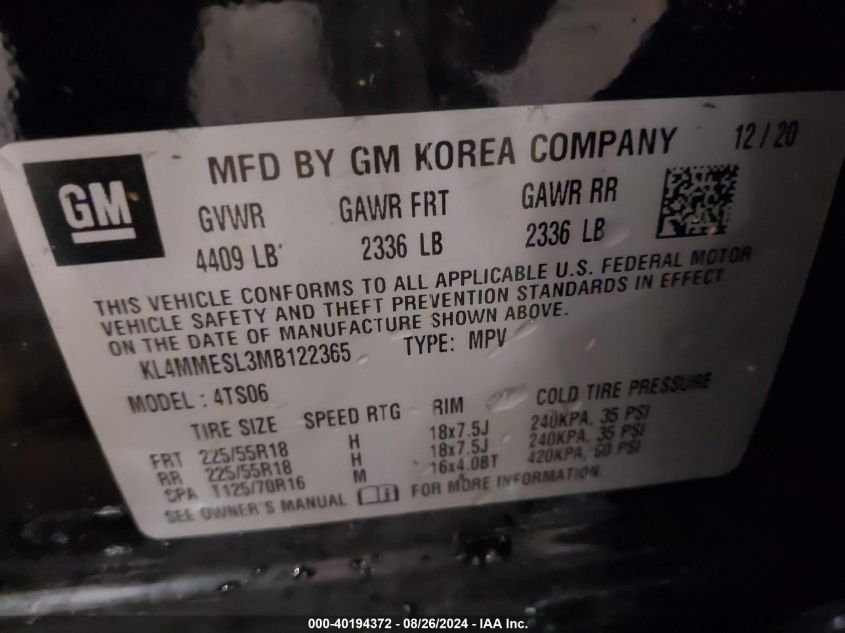 GM
MFD BY GM KOREA COMPANY 12/20
GVWR GAWR FRT GAWR RR
4409 LB 2336 LB 2336 LB
THIS VEHICLE CONFORMS TO ALL APPLICABLE U.S. FEDERAL MOTOR
VEHICLE SAFETY AND THEFT PREVENTION STANDARDS IN EFFECT
ON THE DATE OF MANUFACTURE SHOWN ABOVE.
KL4MMESL3MB122365 TYPE: MPV
MODEL: 4TS06
TIRE SIZE SPEED RTG RIM COLD TIRE PRESSURE
FRT 225/55R18 H 18x7.5J 240KPA, 35 PSI
RR 225/55R18 H 18x7.5J 240KPA, 35 PSI
SPA T125/70R16 M 16x4.0BT 420KPA, 60 PSI
SEE OWNER'S MANUAL FOR MORE INFORMATION.
000-40194372 - 08/26/2024 - IAA Inc.